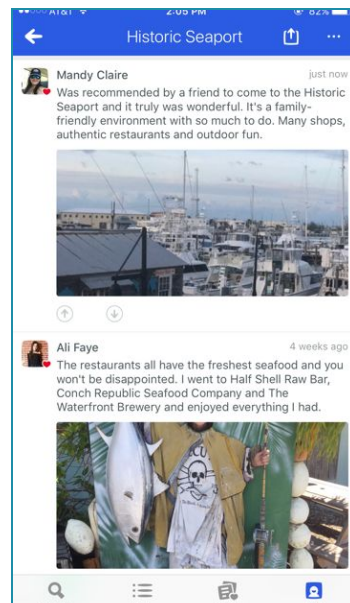 AT&T
2:05 PM
82%
Historic Seaport
Mandy Claire
just now
Was recommended by a friend to come to the Historic
Seaport and it truly was wonderful. It's a family-
friendly environment with so much to do. Many shops,
authentic restaurants and outdoor fun.
Ali Faye
4 weeks ago
The restaurants all have the freshest seafood and you
won't be disappointed. I went to Half Shell Raw Bar,
Conch Republic Seafood Company and The
Waterfront Brewery and enjoyed everything I had.